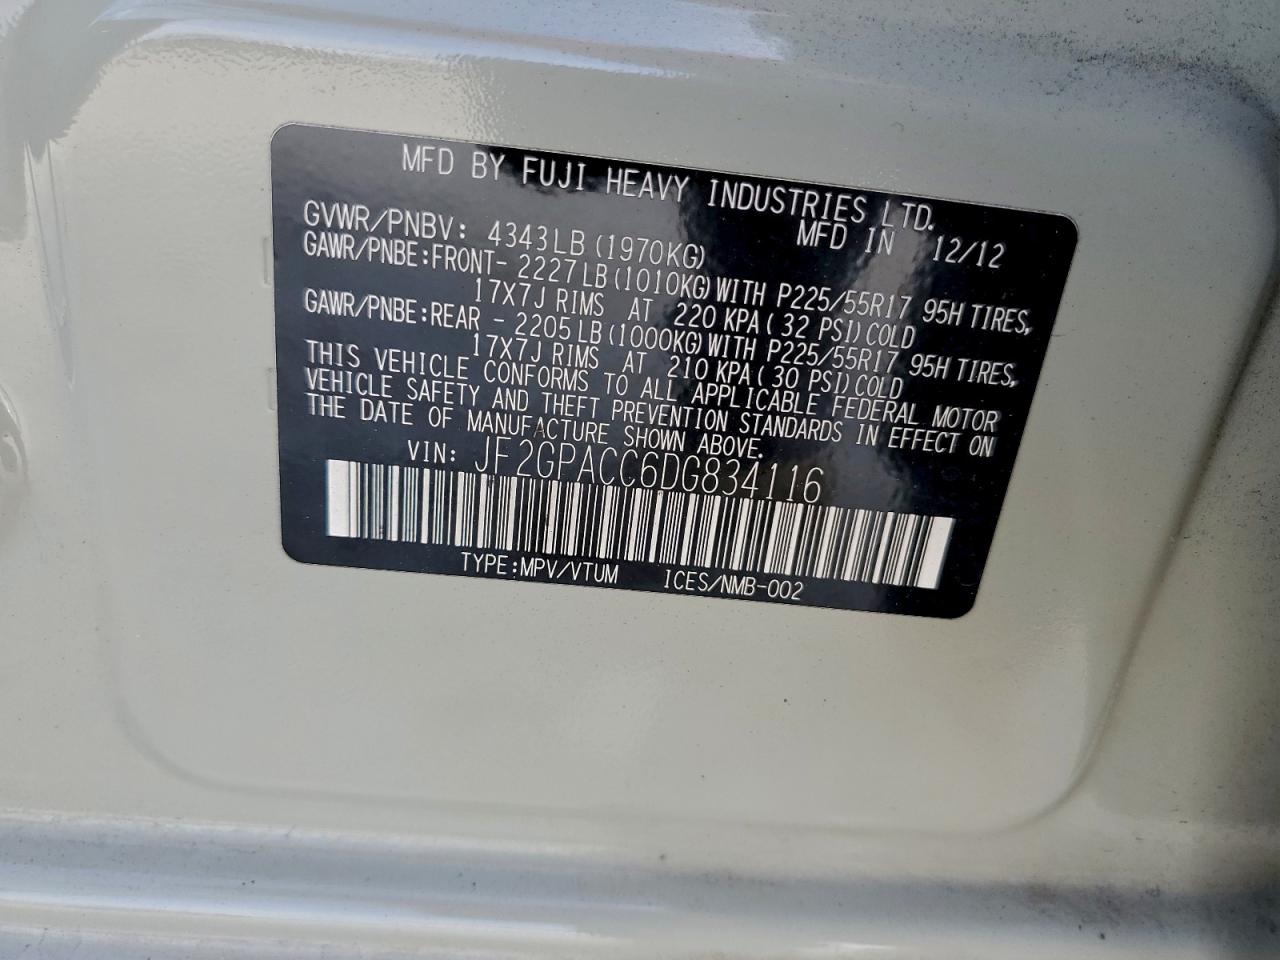 MFD BY FUJI HEAVY INDUSTRIES LTD.
MFD IN 12/12
GVWR/PNBV: 4343LB(1970KG)
GAWR/PNBE:FRONT- 2227LB(1010KG)WITH P225/55R17 95H TIRES,
17X7J RIMS AT 220 KPA(32 PSI)COLD
GAWR/PNBE:REAR - 2205LB(1000KG)WITH P225/55R17 95H TIRES,
17X7J RIMS AT 210 KPA(30 PSI)COLD
THIS VEHICLE CONFORMS TO ALL APPLICABLE FEDERAL MOTOR
VEHICLE SAFETY AND THEFT PREVENTION STANDARDS IN EFFECT ON
THE DATE OF MANUFACTURE SHOWN ABOVE.
VIN: JF2GPACC6DG834116
TYPE:MPV/VTUM ICES/NMB-002